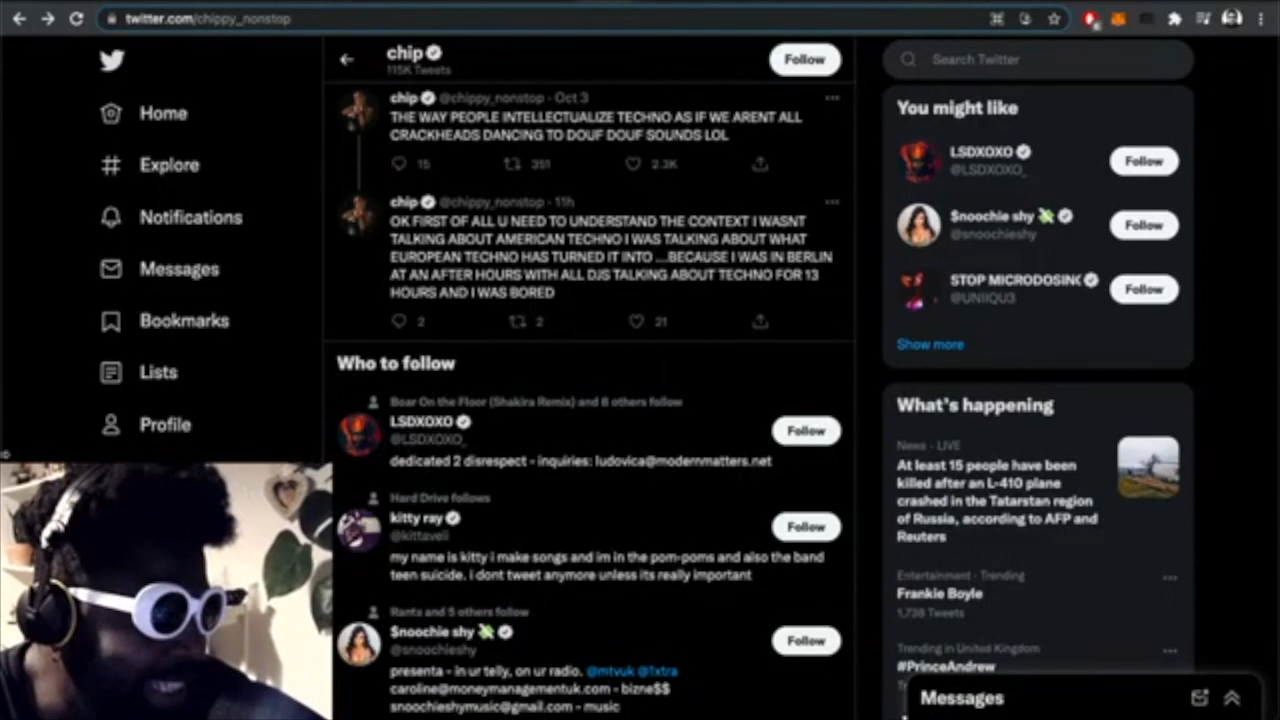 twitter.com/chippy_nonstop
chip
115K Tweets
Follow
Search Twitter
Home
Explore
Notifications
Messages
Bookmarks
Lists
Profile
chip @chippy_nonstop · Oct 3
THE WAY PEOPLE INTELLECTUALIZE TECHNO AS IF WE ARENT ALL
CRACKHEADS DANCING TO DOUF DOUF SOUNDS LOL
15 351 2.3K
chip @chippy_nonstop · 11h
OK FIRST OF ALL U NEED TO UNDERSTAND THE CONTEXT I WASNT
TALKING ABOUT AMERICAN TECHNO I WAS TALKING ABOUT WHAT
EUROPEAN TECHNO HAS TURNED IT INTO ....BECAUSE I WAS IN BERLIN
AT AN AFTER HOURS WITH ALL DJS TALKING ABOUT TECHNO FOR 13
HOURS AND I WAS BORED
2 2 21
Who to follow
Boar On the Floor (Shakira Remix) and 6 others follow
LSDXOXO
@LSDXOXO_
Follow
dedicated 2 disrespect - inquiries: ludovica@modernmatters.net
Hard Drive follows
kitty ray
@kittaveli
Follow
my name is kitty i make songs and im in the pom-poms and also the band
teen suicide. i dont tweet anymore unless its really important
Ranta and 5 others follow
$noochie shy
@snoochieshy
Follow
presenta - in ur telly, on ur radio. @mtvuk @1xtra
caroline@moneymanagementuk.com - bizne$$
snoochieshymusic@gmail.com - music
You might like
LSDXOXO
@LSDXOXO_
Follow
$noochie shy
@snoochieshy
Follow
STOP MICRODOSING
@UNIIQU3
Follow
Show more
What's happening
News · LIVE
At least 15 people have been
killed after an L-410 plane
crashed in the Tatarstan region
of Russia, according to AFP and
Reuters
Entertainment · Trending
Frankie Boyle
1,738 Tweets
Trending in United Kingdom
#PrinceAndrew
Messages